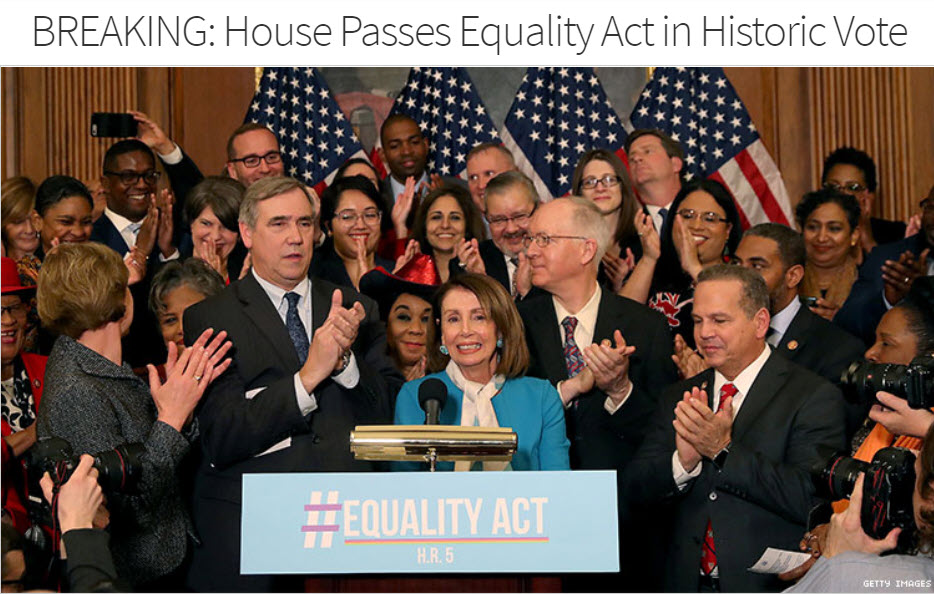 BREAKING: House Passes Equality Act in Historic Vote
#EQUALITY ACT
H.R. 5
GETTY IMAGES